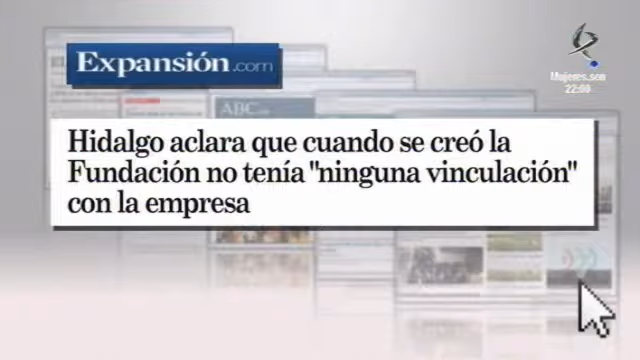 Expansión.com
Mujeres.son
22:00
ABC
Hidalgo aclara que cuando se creó la
Fundación no tenía "ninguna vinculación"
con la empresa